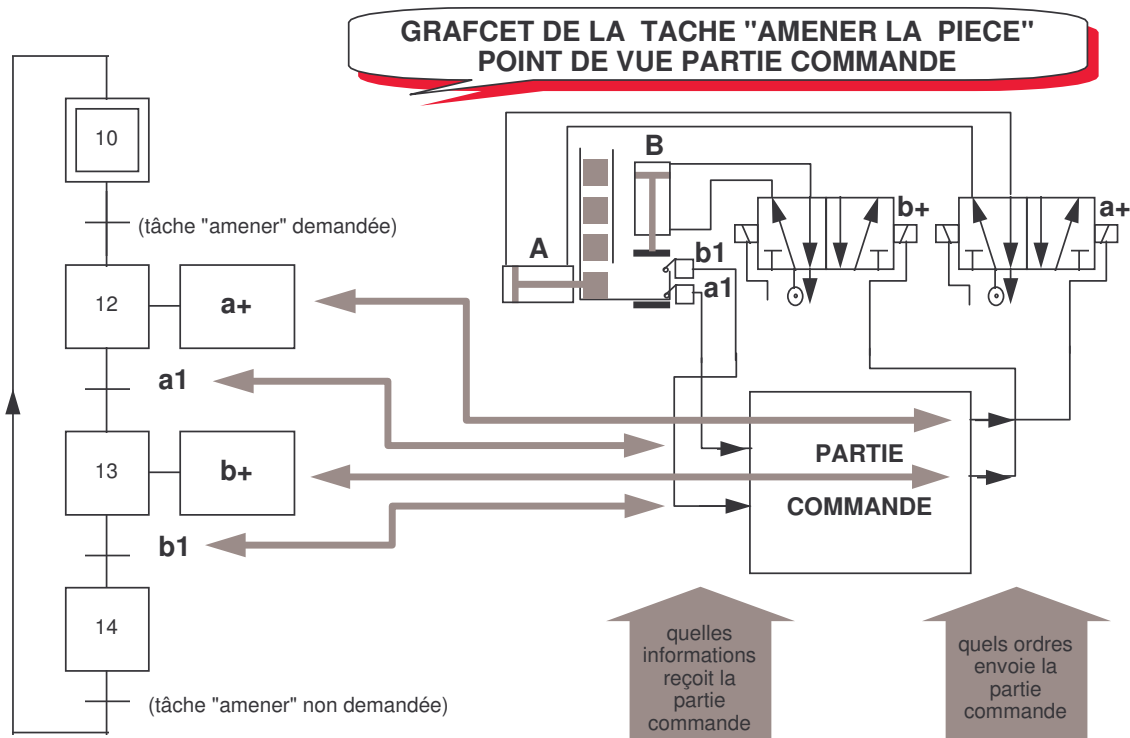 GRAFCET DE LA TACHE "AMENER LA PIECE"
POINT DE VUE PARTIE COMMANDE
10
(tâche "amener" demandée)
12
a+
a1
13
b+
b1
14
(tâche "amener" non demandée)
B
A
b1
a1
b+
a+
PARTIE
COMMANDE
quelles
informations
reçoit la
partie
commande
quels ordres
envoie la
partie
commande